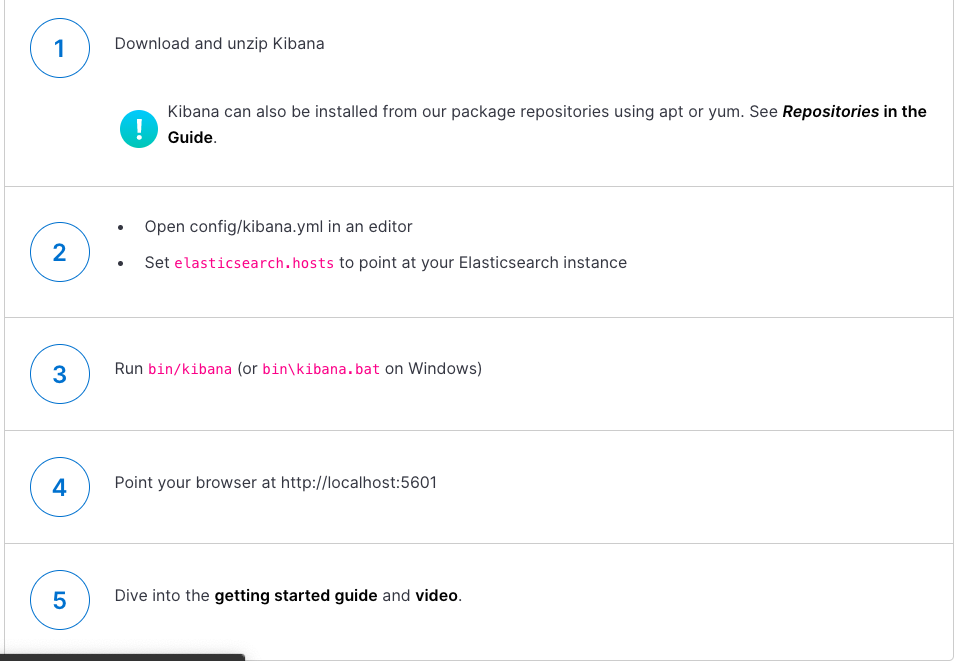 1
Download and unzip Kibana
!
Kibana can also be installed from our package repositories using apt or yum. See Repositories in the
Guide.
2
• Open config/kibana.yml in an editor
• Set elasticsearch.hosts to point at your Elasticsearch instance
3
Run bin/kibana (or bin\kibana.bat on Windows)
4
Point your browser at http://localhost:5601
5
Dive into the getting started guide and video.